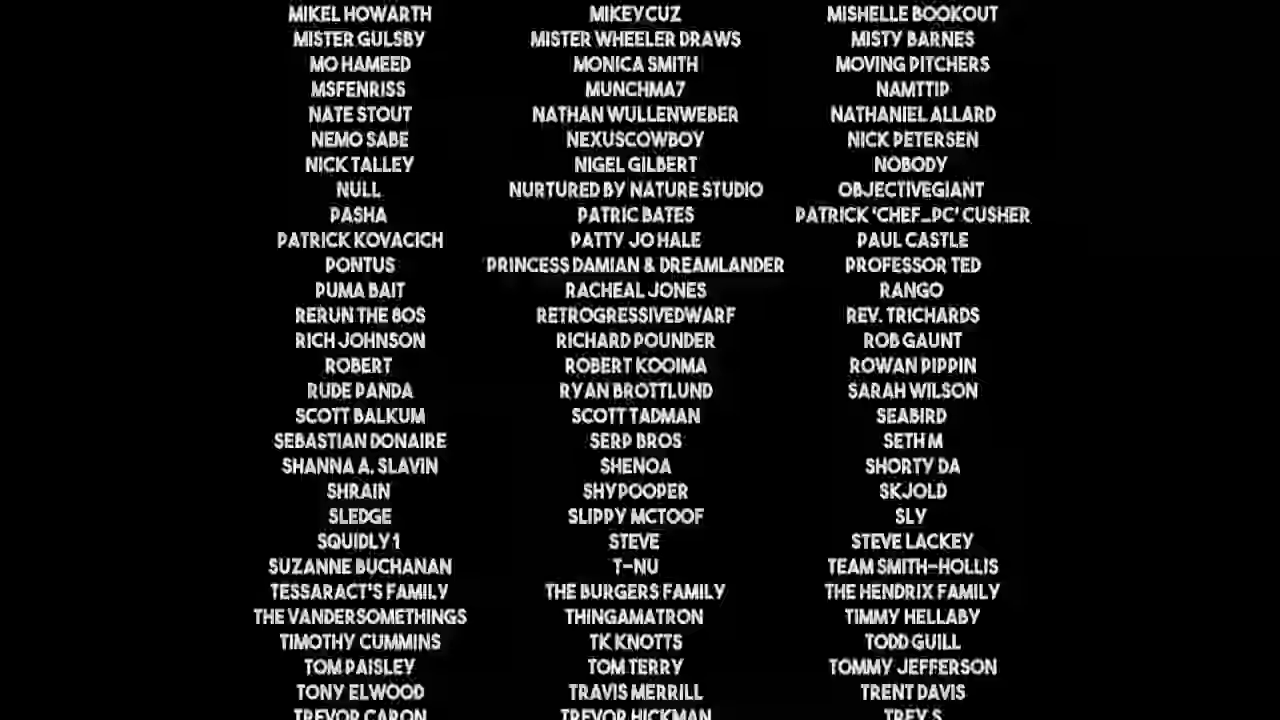 MIKEL HOWARTH MIKEYCUZ MISHELLE BOOKOUT
MISTER GULSBY MISTER WHEELER DRAWS MISTY BARNES
MO HAMEED MONICA SMITH MOVING PITCHERS
MSFENRISS MUNCHMA7 NAMTTIP
NATE STOUT NATHAN WULLENWEBER NATHANIEL ALLARD
NEMO SABE NEXUSCOWBOY NICK PETERSEN
NICK TALLEY NIGEL GILBERT NOBODY
NULL NURTURED BY NATURE STUDIO OBJECTIVEGIANT
PASHA PATRIC BATES PATRICK 'CHEF_PC' CUSHER
PATRICK KOVACICH PATTY JO HALE PAUL CASTLE
PONTUS PRINCESS DAMIAN & DREAMLANDER PROFESSOR TED
PUMA BAIT RACHEAL JONES RANGO
RERUN THE 80S RETROGRESSIVEDWARF REV. TRICHARDS
RICH JOHNSON RICHARD POUNDER ROB GAUNT
ROBERT ROBERT KOOIMA ROWAN PIPPIN
RUDE PANDA RYAN BROTTLUND SARAH WILSON
SCOTT BALKUM SCOTT TADMAN SEABIRD
SEBASTIAN DONAIRE SERP BROS SETH M
SHANNA A. SLAVIN SHENOA SHORTY DA
SHRAIN SHYPOOPER SKJOLD
SLEDGE SLIPPY MCTOOF SLY
SQUIDLY1 STEVE STEVE LACKEY
SUZANNE BUCHANAN T-NU TEAM SMITH-HOLLIS
TESSARACT'S FAMILY THE BURGERS FAMILY THE HENDRIX FAMILY
THE VANDERSOMETHINGS THINGAMATRON TIMMY HELLABY
TIMOTHY CUMMINS TK KNOTTS TODD GUILL
TOM PAISLEY TOM TERRY TOMMY JEFFERSON
TONY ELWOOD TRAVIS MERRILL TRENT DAVIS
TREVOR CARON TREVOR HICKMAN TREY S